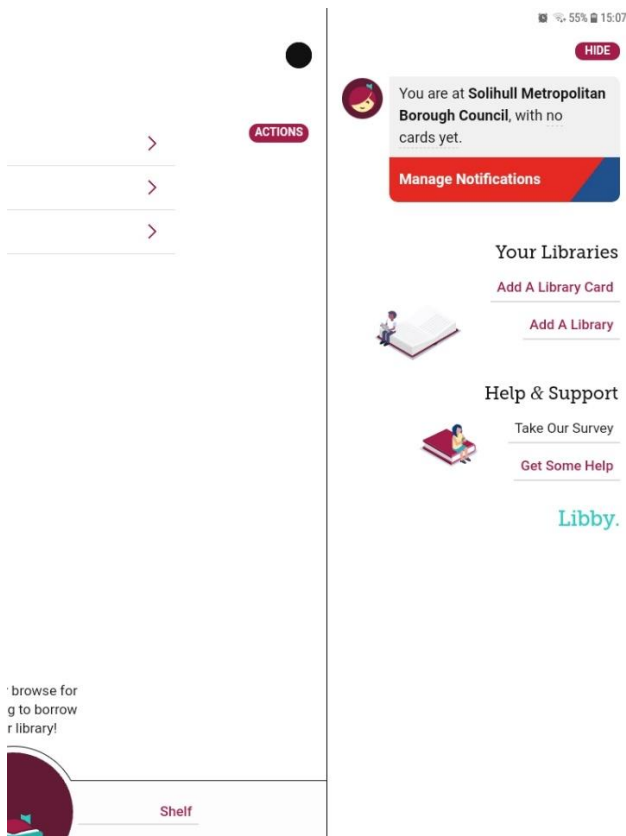 55% 15:07
HIDE
You are at Solihull Metropolitan
Borough Council, with no
cards yet.
Manage Notifications
ACTIONS
Your Libraries
Add A Library Card
Add A Library
Help & Support
Take Our Survey
Get Some Help
Libby.
browse for
g to borrow
r library!
Shelf